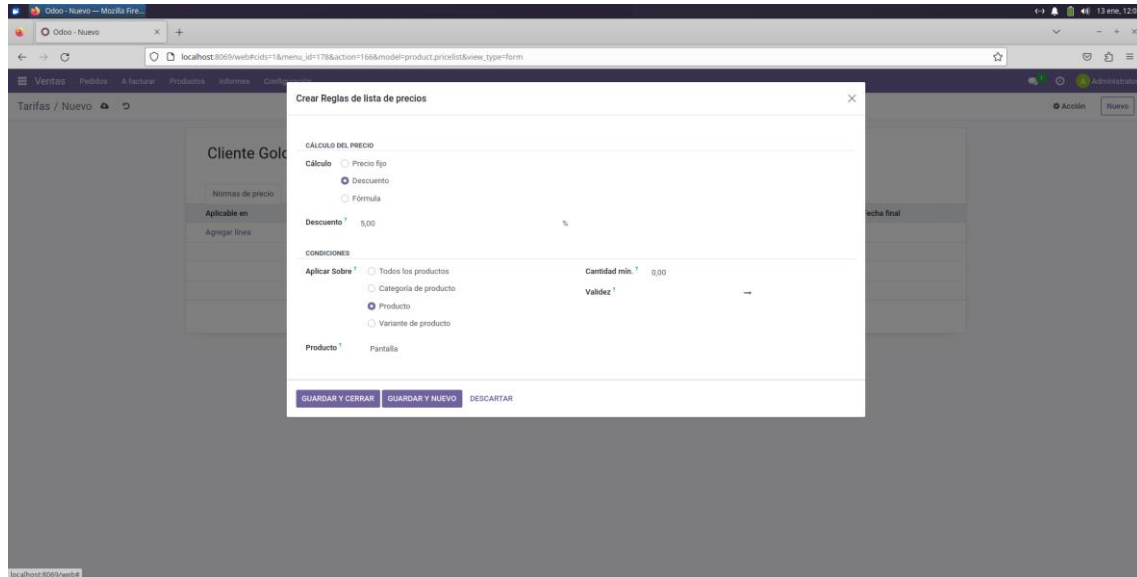 Odoo - Nuevo — Mozilla Fire...
13 ene, 12:0
Odoo - Nuevo
localhost:8069/web#cids=1&menu_id=178&action=166&model=product.pricelist&view_type=form
Ventas Pedidos A facturar Productos Informes
1 Administrato
Tarifas / Nuevo
Acción Nuevo
Crear Reglas de lista de precios
Cliente Gold
CÁLCULO DEL PRECIO
Cálculo Precio fijo
Descuento
Fórmula
Normas de precio
Aplicable en
echa final
Descuento ? 5,00 %
Agregar línea
CONDICIONES
Aplicar Sobre ? Todos los productos Cantidad mín. ? 0,00
Categoría de producto Validez ? →
Producto
Variante de producto
Producto ? Pantalla
GUARDAR Y CERRAR GUARDAR Y NUEVO DESCARTAR
localhost:8069/web#